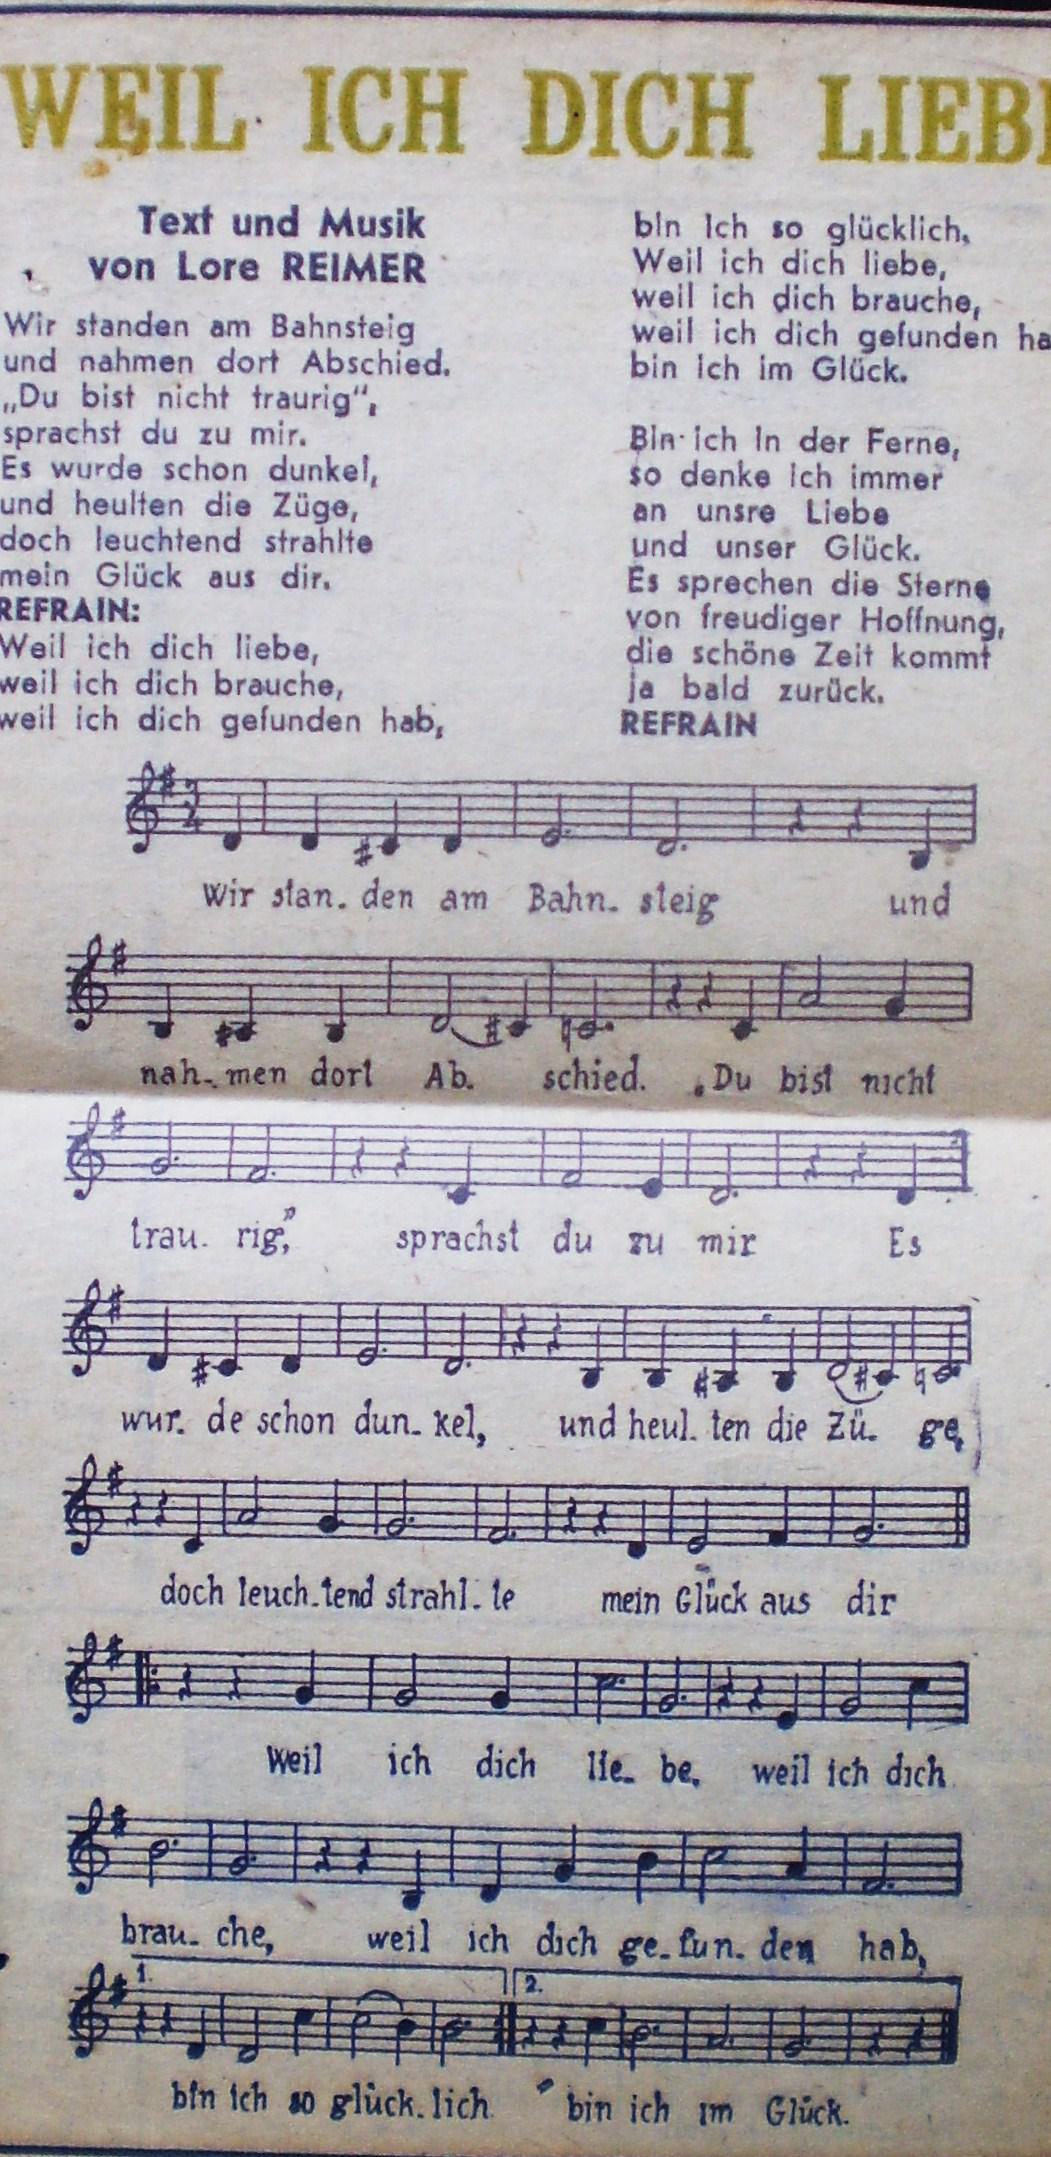 WEIL ICH DICH LIEBE
Text und Musik
von Lore REIMER
Wir standen am Bahnsteig
und nahmen dort Abschied.
„Du bist nicht traurig“,
sprachst du zu mir.
Es wurde schon dunkel,
und heulten die Züge,
doch leuchtend strahlte
mein Glück aus dir.
REFRAIN:
Weil ich dich liebe,
weil ich dich brauche,
weil ich dich gefunden hab,
bin ich so glücklich.
Weil ich dich liebe,
weil ich dich brauche,
weil ich dich gefunden ha
bin ich im Glück.
Bin ich in der Ferne,
so denke ich immer
an unsre Liebe
und unser Glück.
Es sprechen die Sterne
von freudiger Hoffnung,
die schöne Zeit kommt
ja bald zurück.
REFRAIN
Wir stan. den am Bahn. steig und
nah. men dort Ab. schied. „Du bist nicht
trau. rig,” sprachst du zu mir Es
wur. de schon dun. kel, und heul. ten die Zü. ge,
doch leuch. tend strahl. te mein Glück aus dir
Weil ich dich lie. be, weil ich dich
brau. che, weil ich dich ge. fun. den hab,
1. 2.
bin ich so glück. lich bin ich im Glück.